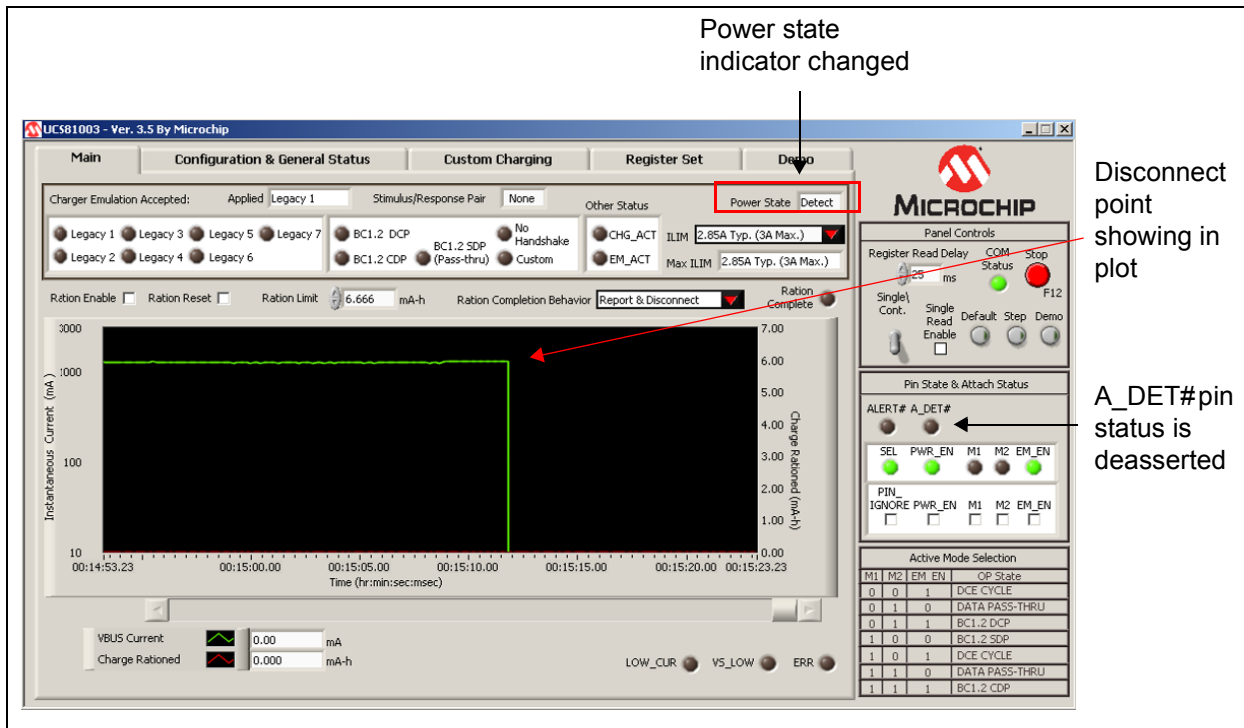 Power state
indicator changed
UCS81003 - Ver. 3.5 By Microchip
Main
Configuration & General Status
Custom Charging
Register Set
Demo
Charger Emulation Accepted:
Applied
Legacy 1
Stimulus/Response Pair
None
Other Status
Power State
Detect
Legacy 1
Legacy 3
Legacy 5
Legacy 7
Legacy 2
Legacy 4
Legacy 6
BC1.2 DCP
BC1.2 CDP
BC1.2 SDP
(Pass-thru)
No
Handshake
Custom
CHG_ACT
EM_ACT
ILIM
2.85A Typ. (3A Max.)
Max ILIM
2.85A Typ. (3A Max.)
Ration Enable
Ration Reset
Ration Limit
6.666
mA-h
Ration Completion Behavior
Report & Disconnect
Ration
Complete
Instantaneous Current (mA)
3000
1000
100
10
7.00
6.00
5.00
4.00
3.00
2.00
1.00
0.00
Charge Rationed (mA-h)
00:14:53.23
00:15:00.00
00:15:05.00
00:15:10.00
00:15:15.00
00:15:20.00
00:15:23.23
Time (hr:min:sec:msec)
VBUS Current
0.00
mA
Charge Rationed
0.000
mA-h
LOW_CUR
VS_LOW
ERR
MICROCHIP
Panel Controls
Register Read Delay
25
ms
COM
Status
Stop
F12
Single\
Cont.
Single
Read
Enable
Default
Step
Demo
Pin State & Attach Status
ALERT#
A_DET#
SEL
PWR_EN
M1
M2
EM_EN
PIN_
IGNORE
PWR_EN
M1
M2
EM_EN
Active Mode Selection
M1 M2 EM EN OP State
0 0 1 DCE CYCLE
0 1 0 DATA PASS-THRU
0 1 1 BC1.2 DCP
1 0 0 BC1.2 SDP
1 0 1 DCE CYCLE
1 1 0 DATA PASS-THRU
1 1 1 BC1.2 CDP
Disconnect
point
showing in
plot
A_DET# pin
status is
deasserted